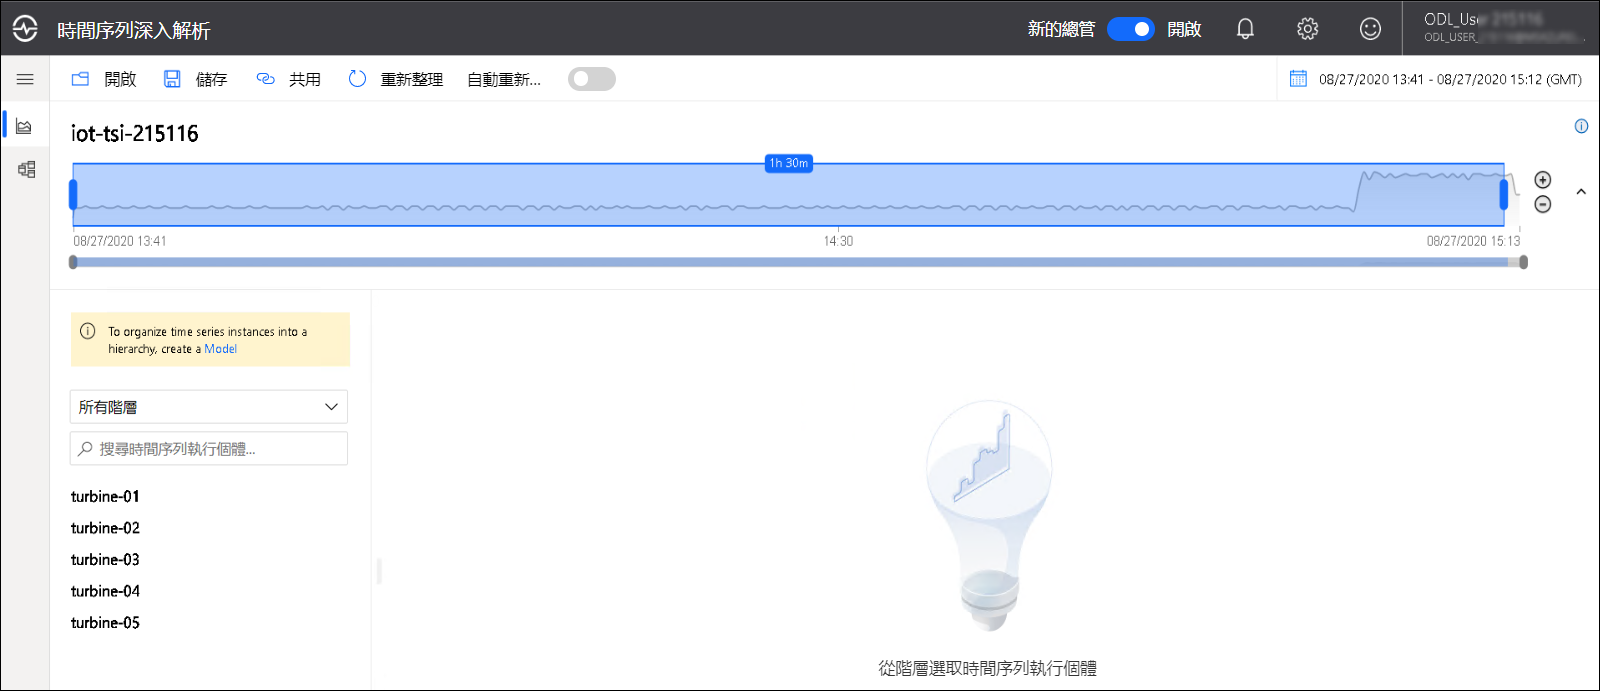 時間序列深入解析
新的總管 開啟
ODL_User 215116
ODL_USER_
開啟 儲存 共用 重新整理 自動重新...
08/27/2020 13:41 - 08/27/2020 15:12 (GMT)
iot-tsi-215116
1h 30m
08/27/2020 13:41 14:30 08/27/2020 15:13
To organize time series instances into a
hierarchy, create a Model
所有階層
搜尋時間序列執行個體...
turbine-01
turbine-02
turbine-03
turbine-04
turbine-05
從階層選取時間序列執行個體